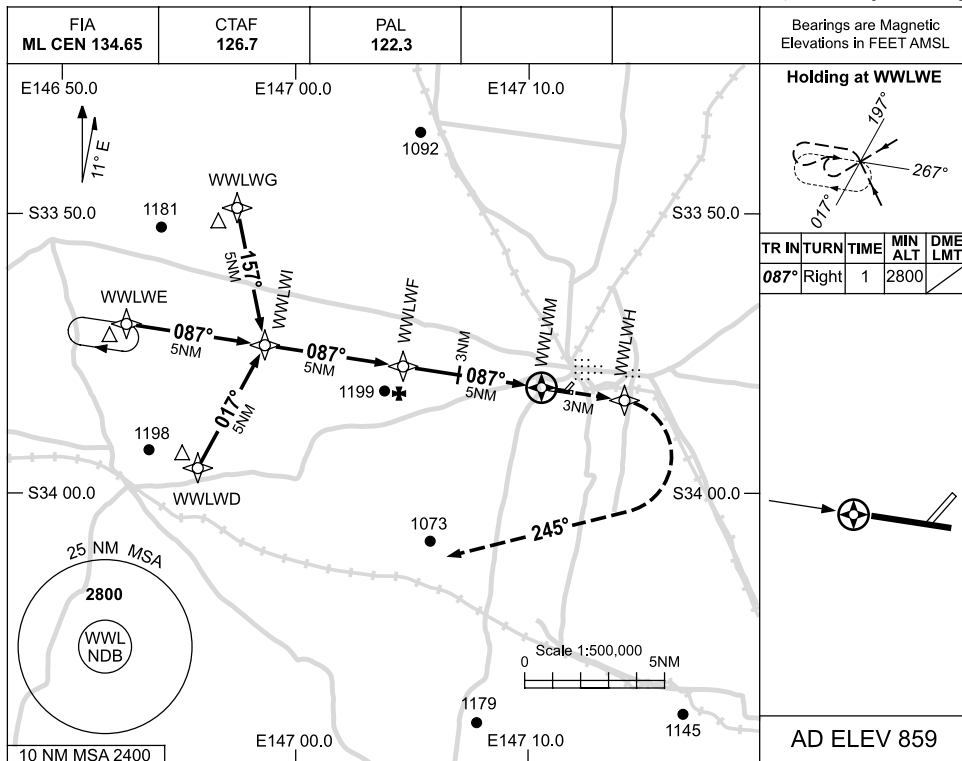 FIA
ML CEN 134.65
CTAF
126.7
PAL
122.3
Bearings are Magnetic
Elevations in FEET AMSL
E146 50.0
E147 00.0
E147 10.0
Holding at WWLWE
197°
267°
017°
11° E
1092
WWLWG
S33 50.0
S33 50.0
1181
TR IN TURN TIME MIN ALT DME LMT
087° Right 1 2800
157°
5NM
WWLWI
WWLWE
087°
5NM
WWLWF
087°
5NM
3NM
087°
5NM
WWLWM
WWLWH
3NM
1199
017°
5NM
1198
WWLWD
S34 00.0
S34 00.0
1073
245°
25 NM MSA
2800
WWL
NDB
Scale 1:500,000
0 5NM
1179
1145
10 NM MSA 2400
E147 00.0
E147 10.0
AD ELEV 859